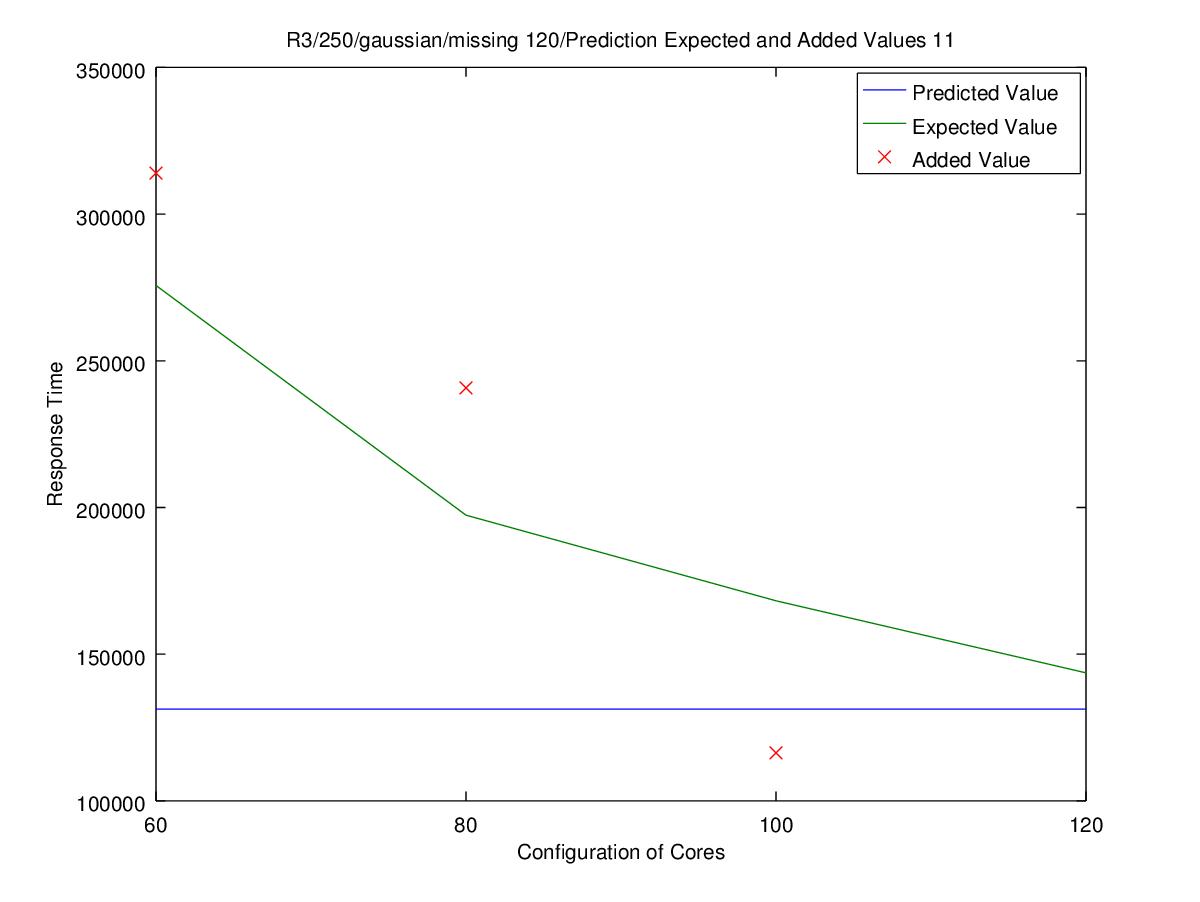 R3/250/gaussian/missing 120/Prediction Expected and Added Values 11
350000
300000
250000
200000
150000
100000
Response Time
Predicted Value
Expected Value
Added Value
60 80 100 120
Configuration of Cores